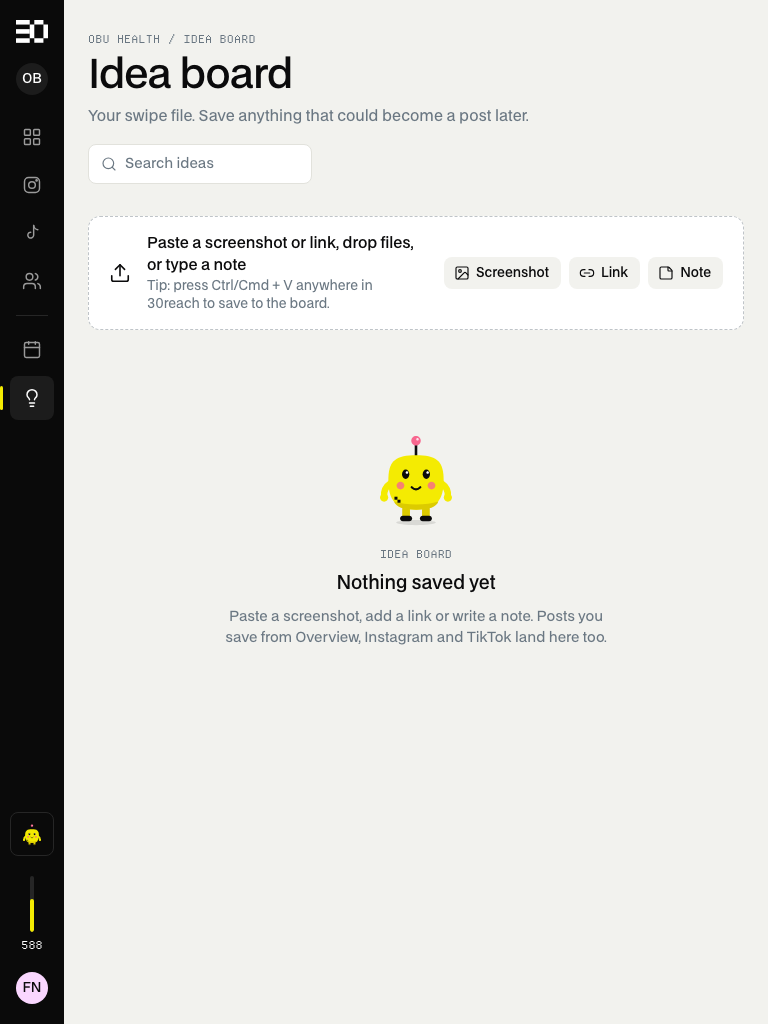 30
OB
OBU HEALTH / IDEA BOARD
Idea board
Your swipe file. Save anything that could become a post later.
Search ideas
Paste a screenshot or link, drop files,
or type a note
Tip: press Ctrl/Cmd + V anywhere in
30reach to save to the board.
Screenshot
Link
Note
IDEA BOARD
Nothing saved yet
Paste a screenshot, add a link or write a note. Posts you
save from Overview, Instagram and TikTok land here too.
588
FN